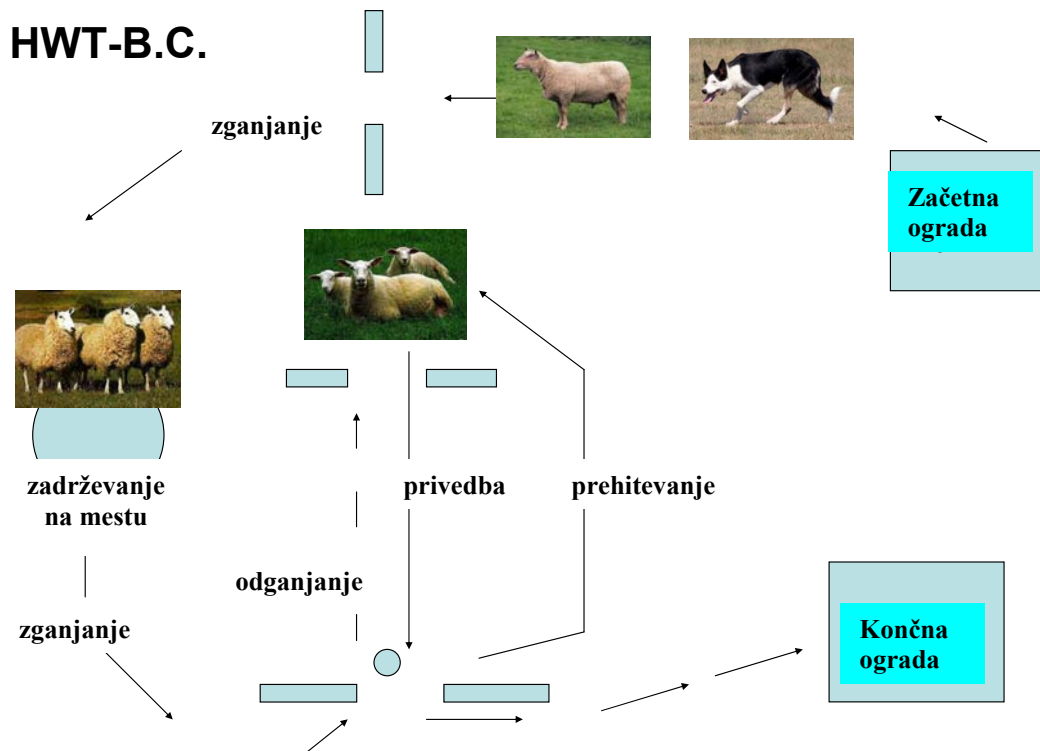 HWT-B.C.
zganjanje
Začetna
ograda
zadrževanje
na mestu
privedba
prehitevanje
odganjanje
zganjanje
Končna
ograda